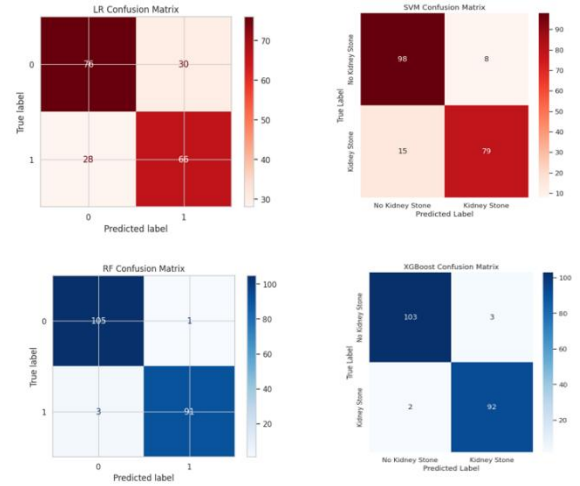 LR Confusion Matrix
True label
0
76
30
1
28
66
0
1
Predicted label
70
60
50
40
30
SVM Confusion Matrix
True Label
No Kidney Stone
98
8
Kidney Stone
15
79
No Kidney Stone
Kidney Stone
Predicted Label
90
80
70
60
50
40
30
20
10
RF Confusion Matrix
True label
0
105
1
1
3
91
0
1
Predicted label
100
80
60
40
20
XGBoost Confusion Matrix
True Label
No Kidney Stone
103
3
Kidney Stone
2
92
No Kidney Stone
Kidney Stone
Predicted Label
100
80
60
40
20